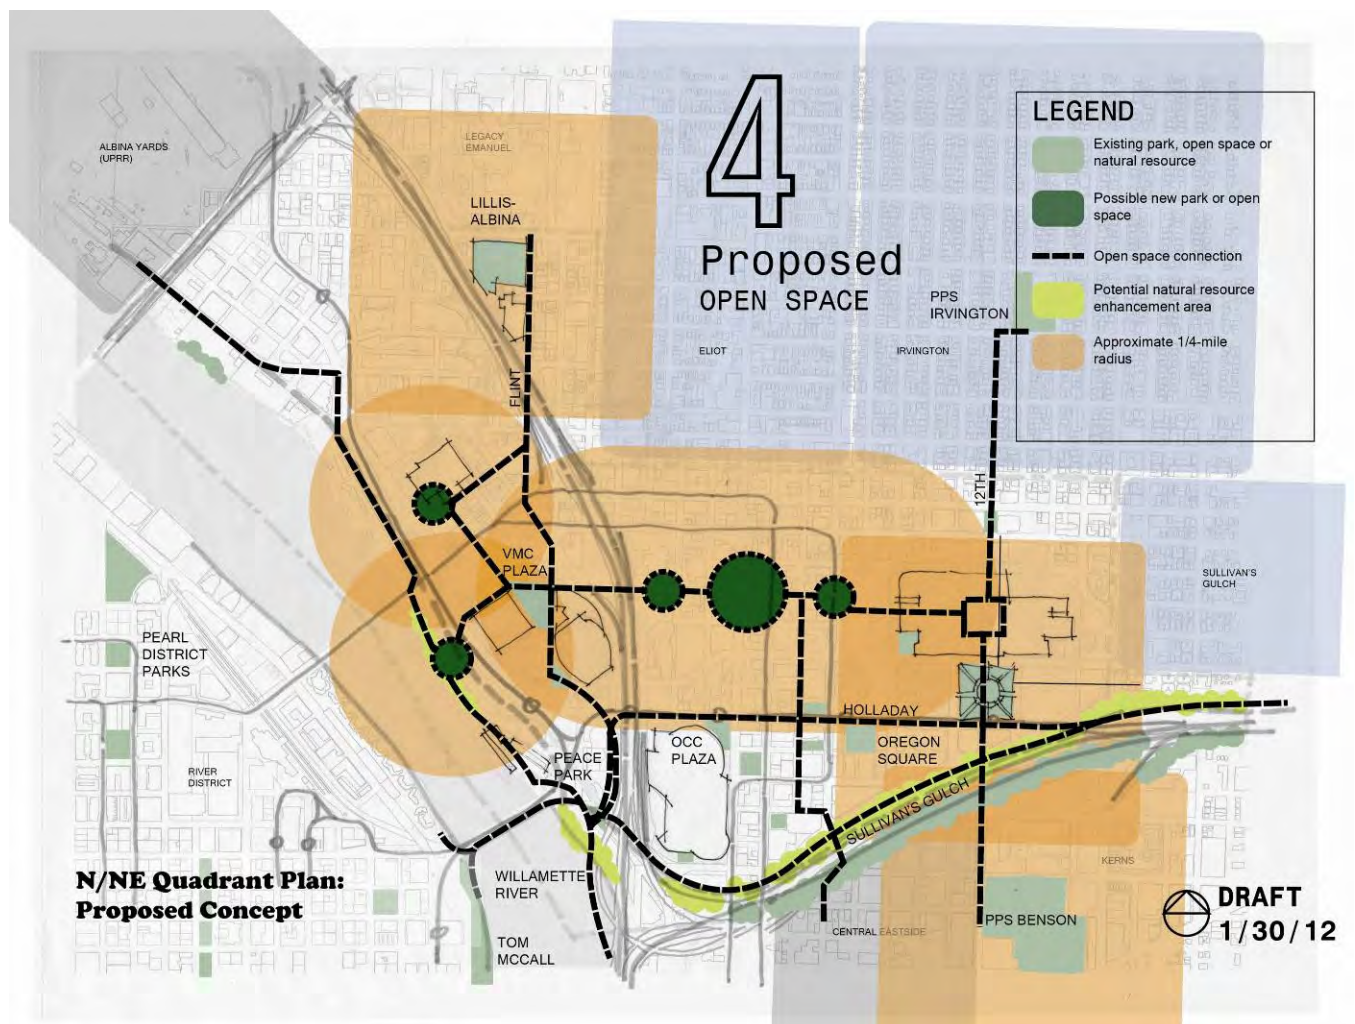 ALBINA YARDS
(UPRR)
LEGACY
EMANUEL
LILLIS-
ALBINA
4
Proposed
OPEN SPACE
LEGEND
Existing park, open space or
natural resource
Possible new park or open
space
Open space connection
Potential natural resource
enhancement area
Approximate 1/4-mile
radius
PPS
IRVINGTON
ELIOT
IRVINGTON
FLINT
12TH
VMC
PLAZA
SULLIVAN'S
GULCH
PEARL
DISTRICT
PARKS
HOLLADAY
OREGON
SQUARE
OCC
PLAZA
PEACE
PARK
RIVER
DISTRICT
SULLIVAN'S GULCH
KERNS
N/NE Quadrant Plan:
Proposed Concept
WILLAMETTE
RIVER
TOM
MCCALL
CENTRAL EASTSIDE
PPS BENSON
DRAFT
1/30/12